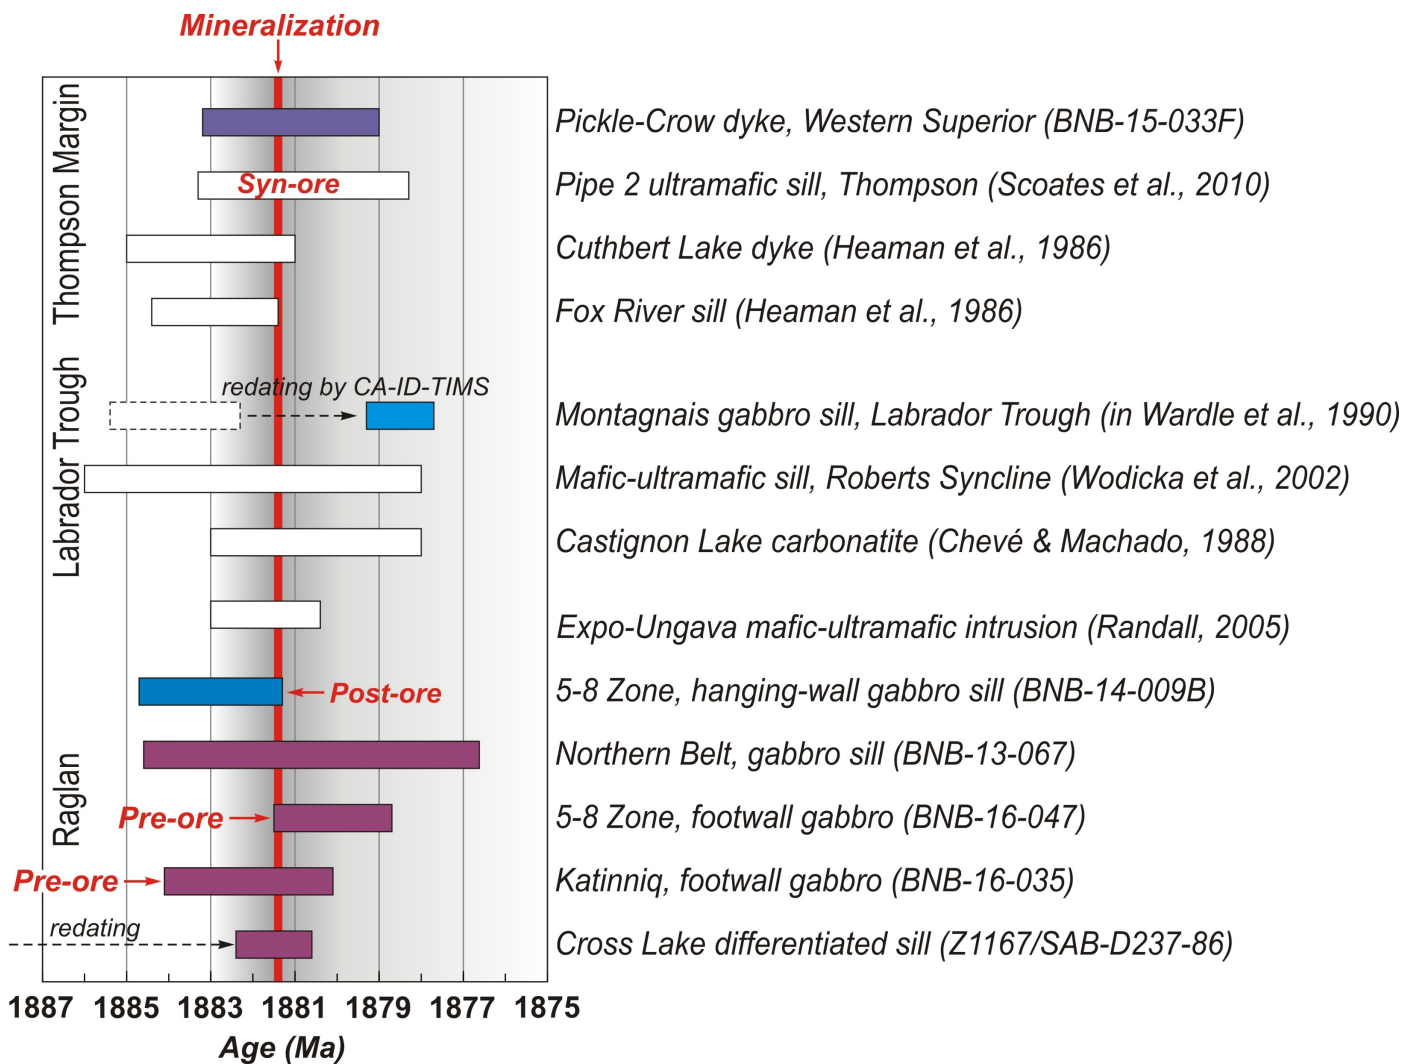 Mineralization
Thompson Margin
Pickle-Crow dyke, Western Superior (BNB-15-033F)
Syn-ore
Pipe 2 ultramafic sill, Thompson (Scoates et al., 2010)
Cuthbert Lake dyke (Heaman et al., 1986)
Fox River sill (Heaman et al., 1986)
Labrador Trough
redating by CA-ID-TIMS
Montagnais gabbro sill, Labrador Trough (in Wardle et al., 1990)
Mafic-ultramafic sill, Roberts Syncline (Wodicka et al., 2002)
Castignon Lake carbonatite (Chevé & Machado, 1988)
Raglan
Expo-Ungava mafic-ultramafic intrusion (Randall, 2005)
Post-ore
5-8 Zone, hanging-wall gabbro sill (BNB-14-009B)
Northern Belt, gabbro sill (BNB-13-067)
Pre-ore
5-8 Zone, footwall gabbro (BNB-16-047)
Pre-ore
Katinniq, footwall gabbro (BNB-16-035)
redating
Cross Lake differentiated sill (Z1167/SAB-D237-86)
1887 1885 1883 1881 1879 1877 1875
Age (Ma)